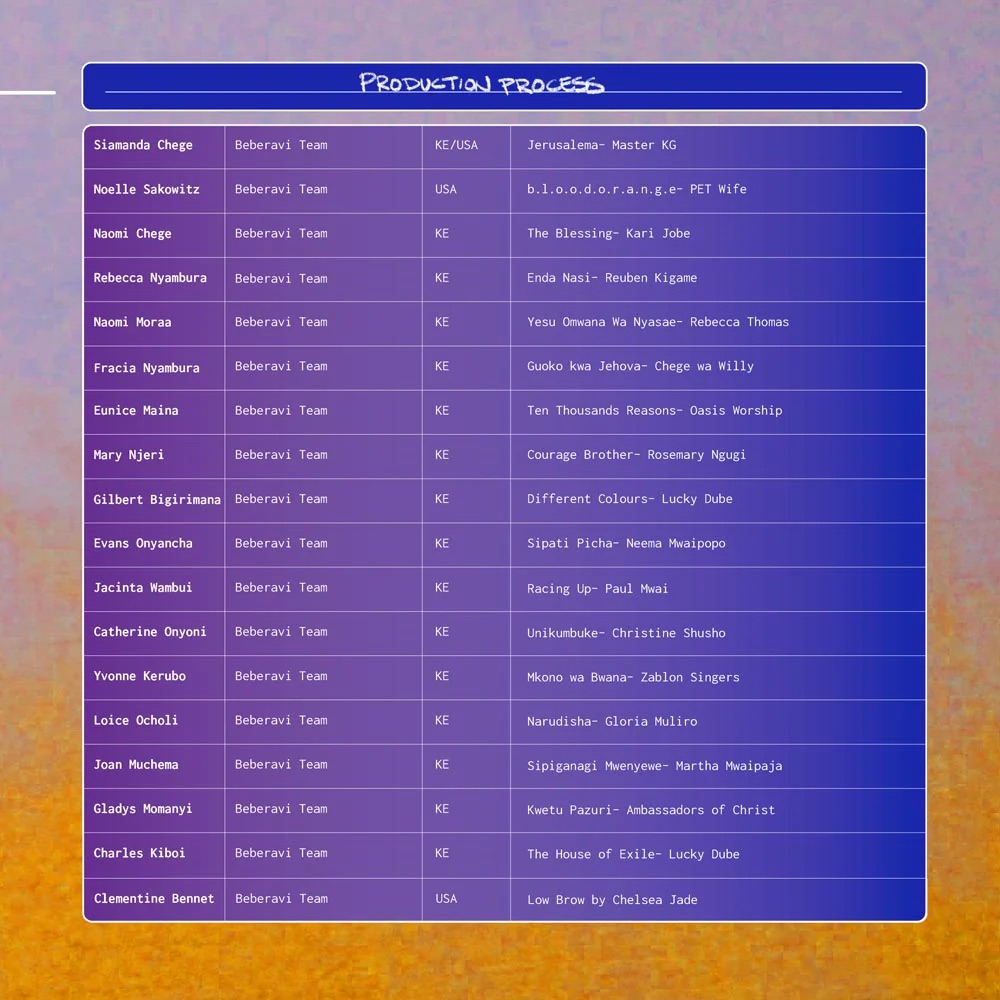 PRODUCTION PROCESS
Siamanda Chege Beberavi Team KE/USA Jerusalema- Master KG
Noelle Sakowitz Beberavi Team USA b.l.o.o.d.o.r.a.n.g.e- PET Wife
Naomi Chege Beberavi Team KE The Blessing- Kari Jobe
Rebecca Nyambura Beberavi Team KE Enda Nasi- Reuben Kigame
Naomi Moraa Beberavi Team KE Yesu Omwana Wa Nyasae- Rebecca Thomas
Fracia Nyambura Beberavi Team KE Guoko kwa Jehova- Chege wa Willy
Eunice Maina Beberavi Team KE Ten Thousands Reasons- Oasis Worship
Mary Njeri Beberavi Team KE Courage Brother- Rosemary Ngugi
Gilbert Bigirimana Beberavi Team KE Different Colours- Lucky Dube
Evans Onyancha Beberavi Team KE Sipati Picha- Neema Mwaipopo
Jacinta Wambui Beberavi Team KE Racing Up- Paul Mwai
Catherine Onyoni Beberavi Team KE Unikumbuke- Christine Shusho
Yvonne Kerubo Beberavi Team KE Mkono wa Bwana- Zablon Singers
Loice Ocholi Beberavi Team KE Narudisha- Gloria Muliro
Joan Muchema Beberavi Team KE Sipiganagi Mwenyewe- Martha Mwaipaja
Gladys Momanyi Beberavi Team KE Kwetu Pazuri- Ambassadors of Christ
Charles Kiboi Beberavi Team KE The House of Exile- Lucky Dube
Clementine Bennet Beberavi Team USA Low Brow by Chelsea Jade